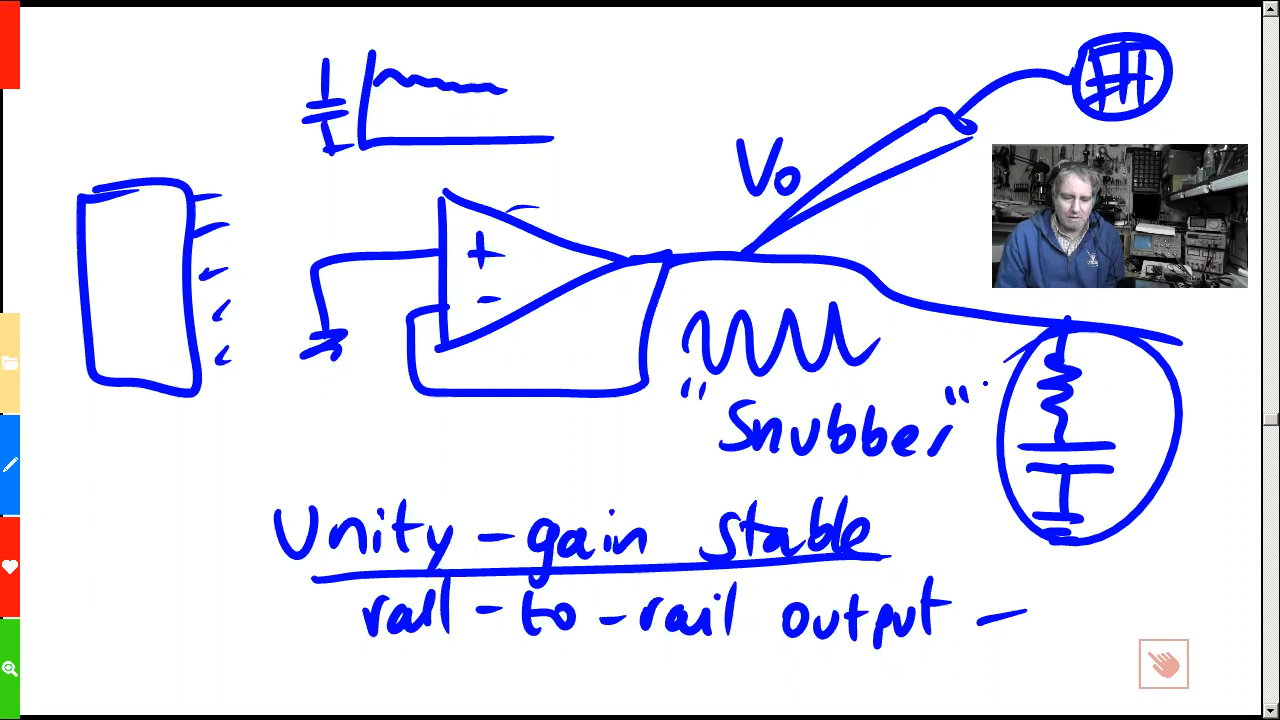 Vo
+
-
"Snubber"
Unity - gain stable
rail - to - rail output -